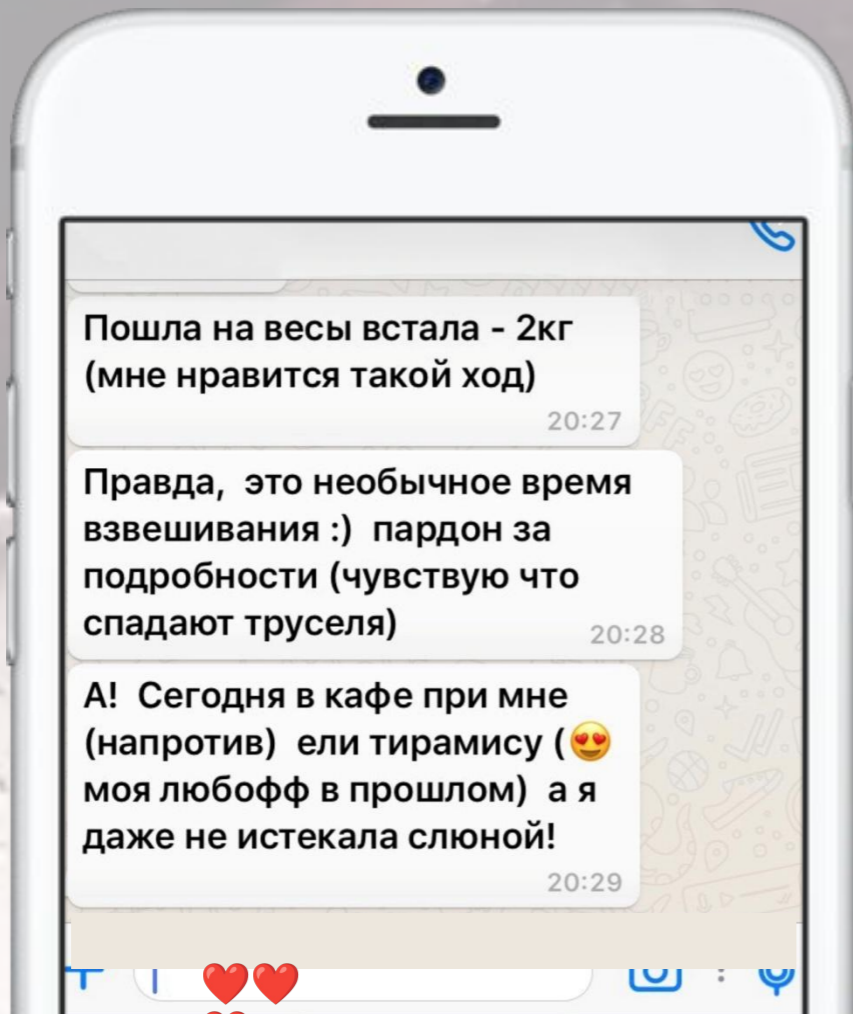 Пошла на весы встала - 2кг
(мне нравится такой ход)
20:27
Правда,  это необычное время
взвешивания :)  пардон за
подробности (чувствую что
спадают труселя)
20:28
А!  Сегодня в кафе при мне
(напротив)  ели тирамису (😍
моя любофф в прошлом)  а я
даже не истекала слюной!
20:29